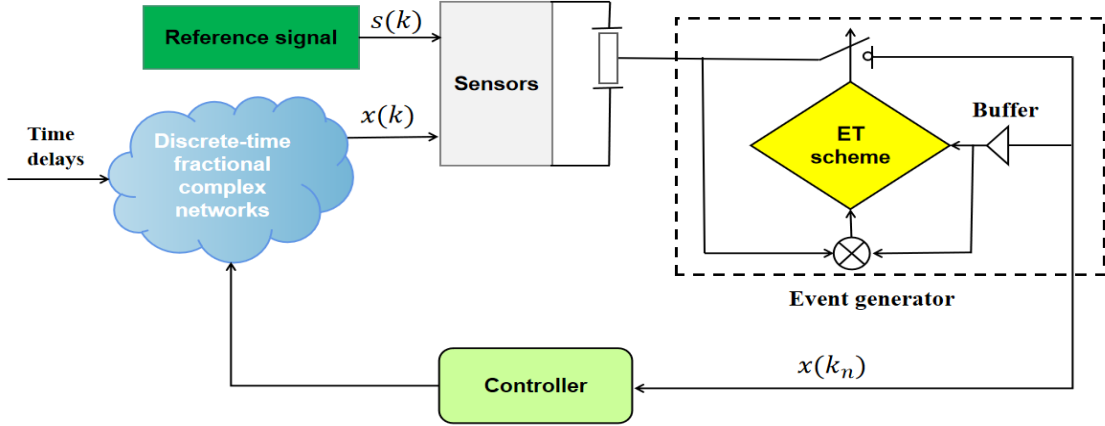 Reference signal
s(k)
Sensors
x(k)
Time
delays
Discrete-time
fractional
complex
networks
ET
scheme
Buffer
Event generator
Controller
x(k_n)